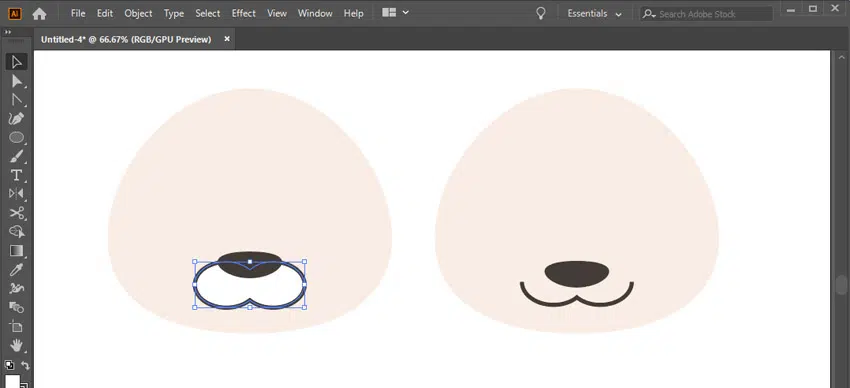 Ai File Edit Object Type Select Effect View Window Help Essentials Search Adobe Stock
Untitled-4* @ 66.67% (RGB/GPU Preview) ×